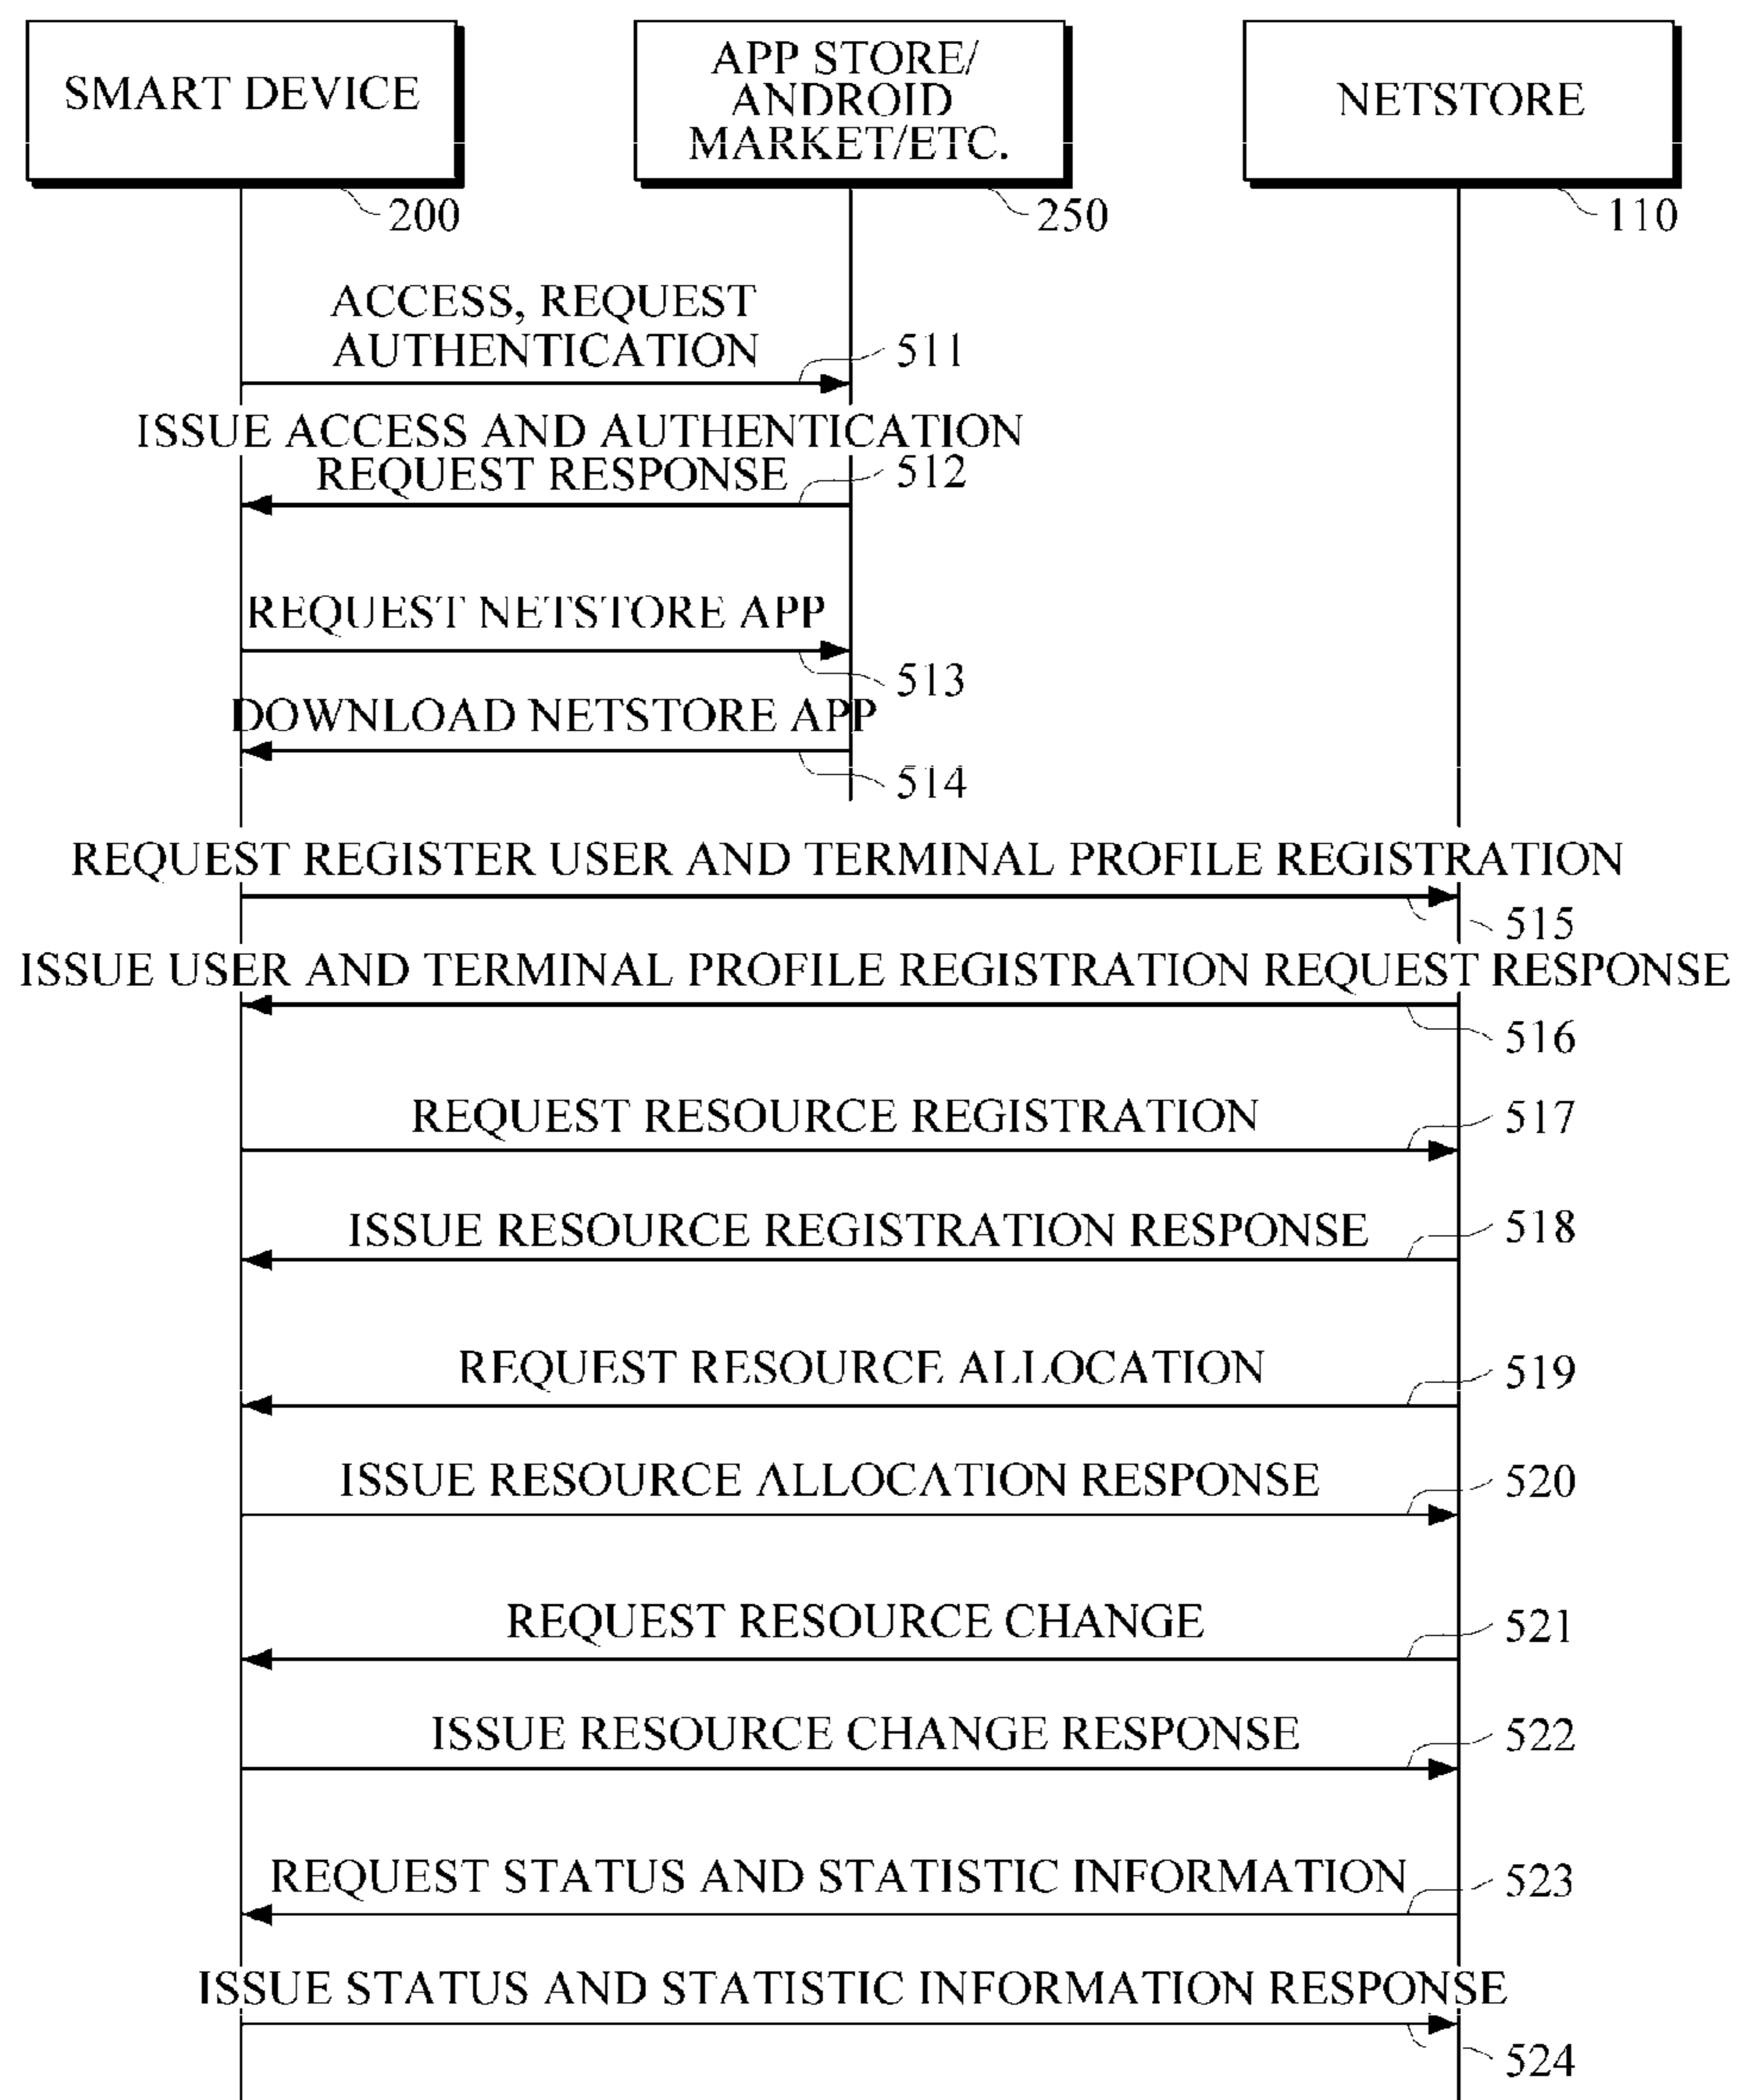 SMART DEVICE
APP STORE/
ANDROID
MARKET/ETC.
NETSTORE
200
250
110
ACCESS, REQUEST
AUTHENTICATION
511
ISSUE ACCESS AND AUTHENTICATION
REQUEST RESPONSE
512
REQUEST NETSTORE APP
513
DOWNLOAD NETSTORE APP
514
REQUEST REGISTER USER AND TERMINAL PROFILE REGISTRATION
515
ISSUE USER AND TERMINAL PROFILE REGISTRATION REQUEST RESPONSE
516
REQUEST RESOURCE REGISTRATION
517
ISSUE RESOURCE REGISTRATION RESPONSE
518
REQUEST RESOURCE ALLOCATION
519
ISSUE RESOURCE ALLOCATION RESPONSE
520
REQUEST RESOURCE CHANGE
521
ISSUE RESOURCE CHANGE RESPONSE
522
REQUEST STATUS AND STATISTIC INFORMATION
523
ISSUE STATUS AND STATISTIC INFORMATION RESPONSE
524